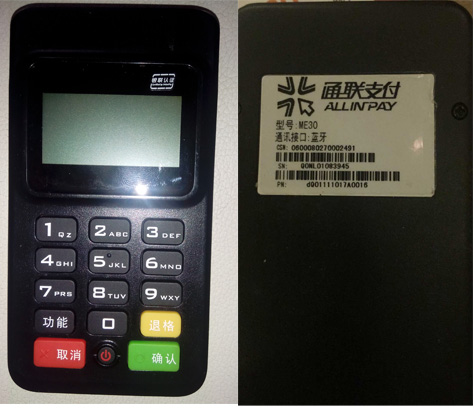 银联认证
1 QZ
2 ABC
3 DEF
4 GHI
5 JKL
6 MNO
7 PRS
8 TUV
9 WXY
功能
0
退格
取消
确认
通联支付
ALLINPAY
型号:ME30
通讯接口:蓝牙
CSN: 0600080270002491
SN: Q0NL01083945
PN: d901111017A0016